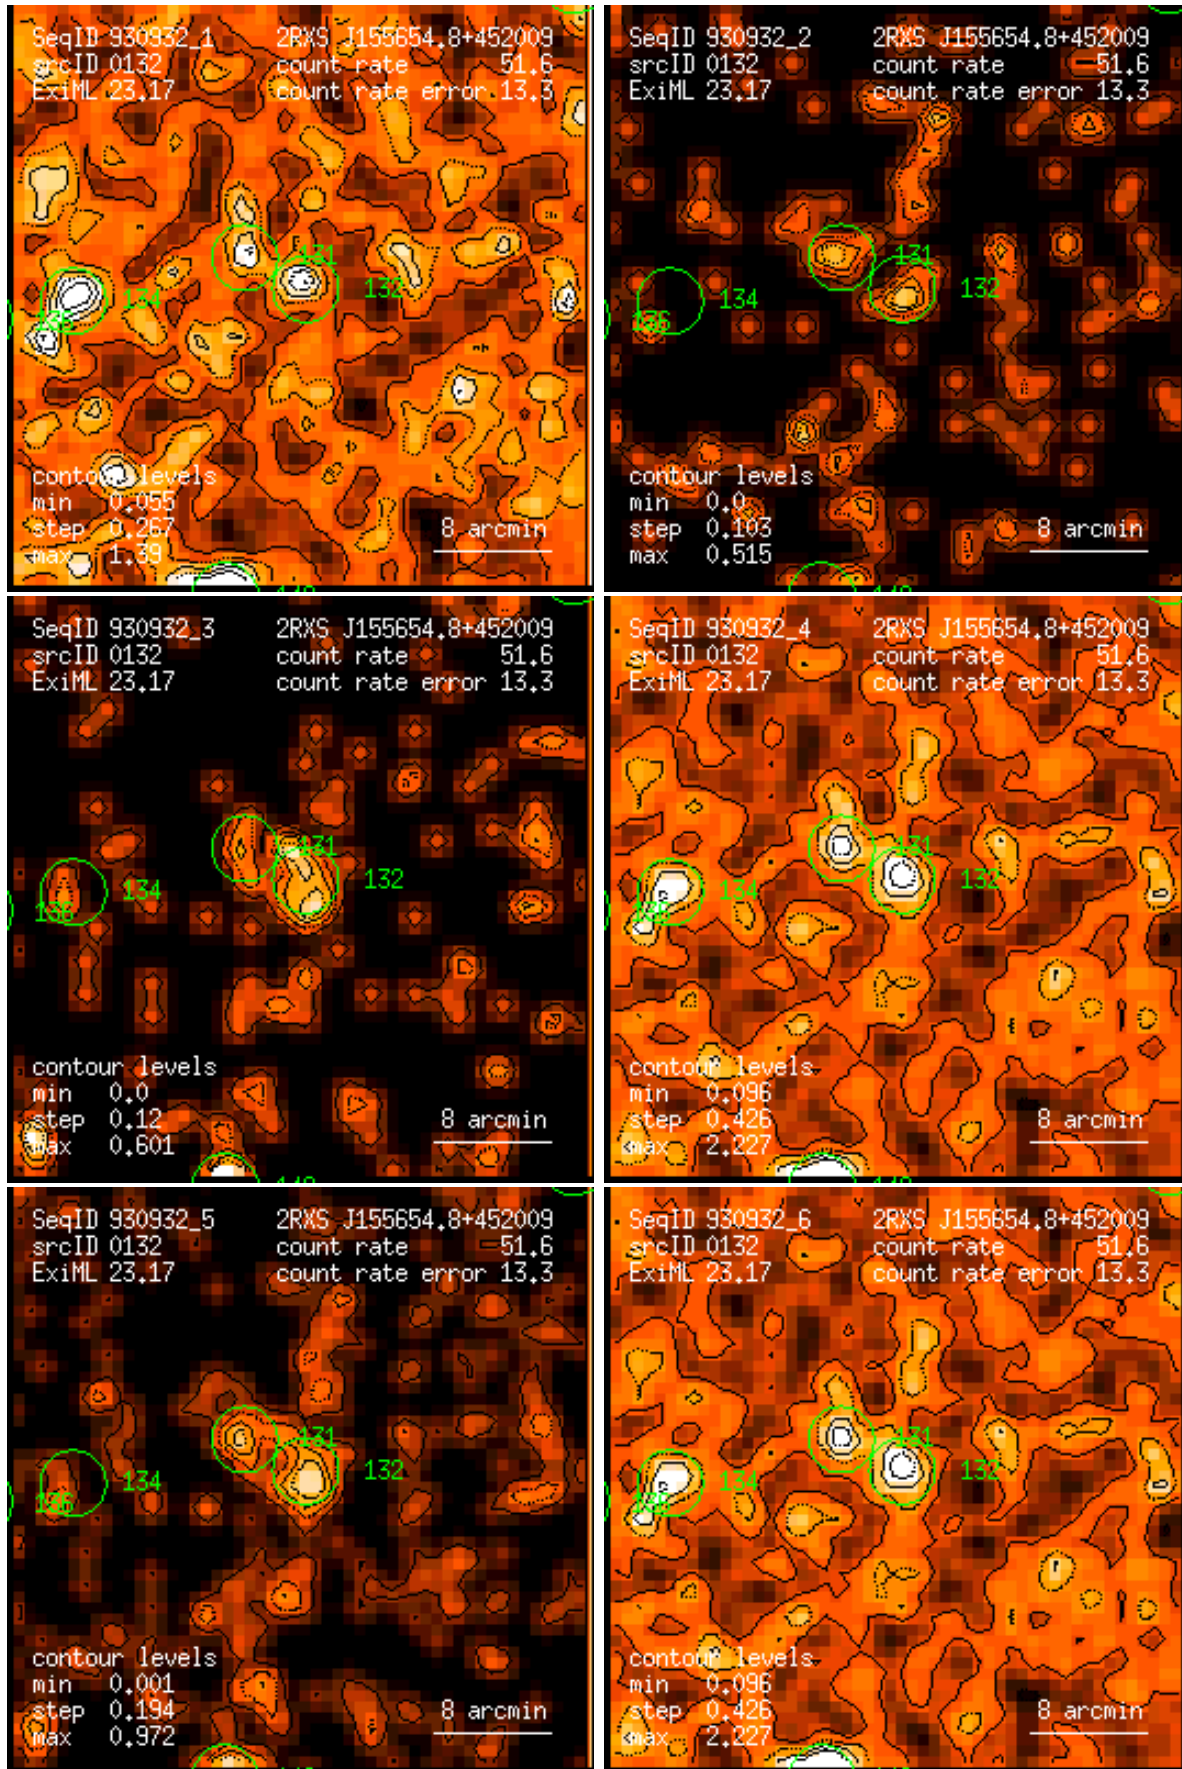 SeqID 930932_1 2RXS J155654.8+452009
srcID 0132 count rate 51.6
ExiML 23.17 count rate error 13.3
131
134 132
136
contour levels
min 0.055
step 0.267 8 arcmin
max 1.39
SeqID 930932_2 2RXS J155654.8+452009
srcID 0132 count rate 51.6
ExiML 23.17 count rate error 13.3
131
134 132
136
contour levels
min 0.0
step 0.103 8 arcmin
max 0.515
SeqID 930932_3 2RXS J155654.8+452009
srcID 0132 count rate 51.6
ExiML 23.17 count rate error 13.3
131
134 132
136
contour levels
min 0.0
step 0.12 8 arcmin
max 0.601
SeqID 930932_4 2RXS J155654.8+452009
srcID 0132 count rate 51.6
ExiML 23.17 count rate error 13.3
131
134 132
136
contour levels
min 0.096
step 0.426 8 arcmin
max 2.227
SeqID 930932_5 2RXS J155654.8+452009
srcID 0132 count rate 51.6
ExiML 23.17 count rate error 13.3
131
134 132
136
contour levels
min 0.001
step 0.194 8 arcmin
max 0.972
SeqID 930932_6 2RXS J155654.8+452009
srcID 0132 count rate 51.6
ExiML 23.17 count rate error 13.3
131
134 132
136
contour levels
min 0.096
step 0.426 8 arcmin
max 2.227